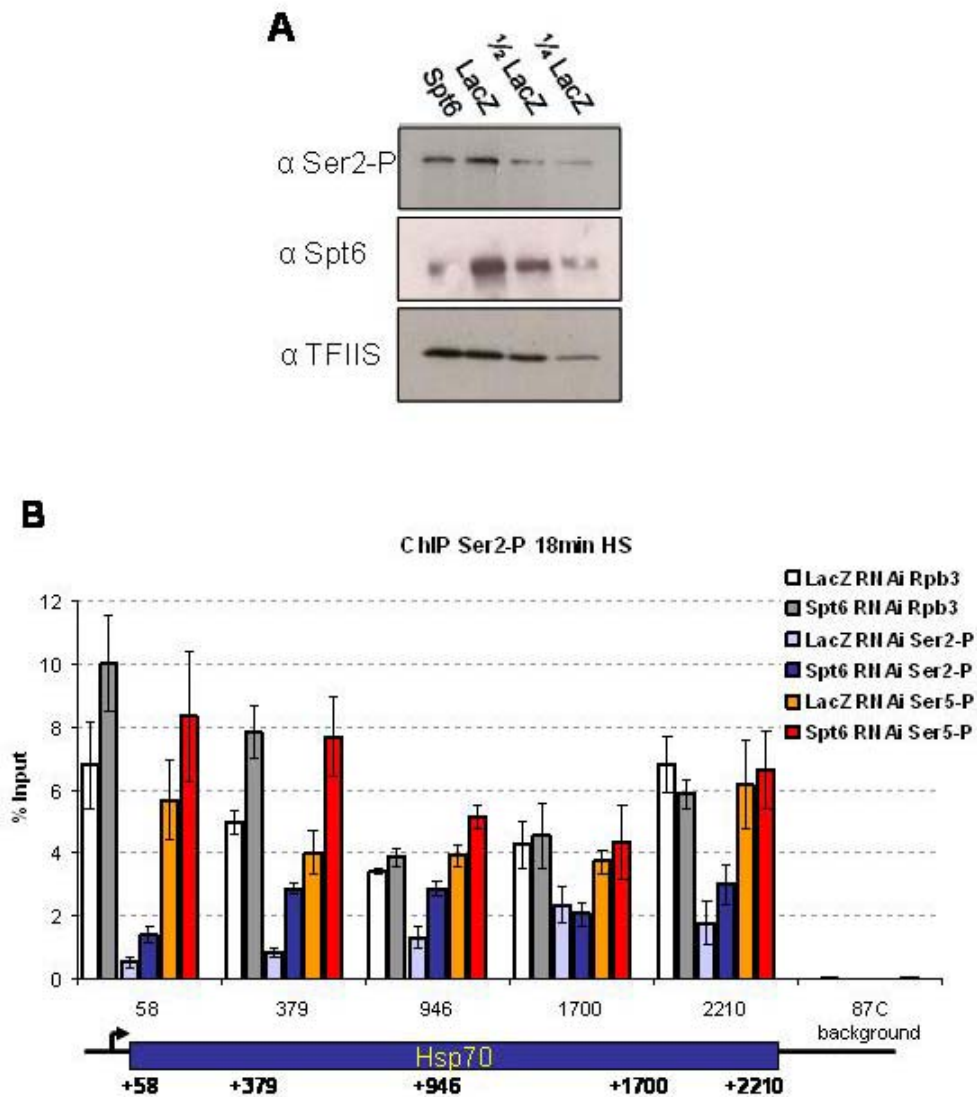 A
Spt6 LacZ ½ LacZ ¼ LacZ
α Ser2-P
α Spt6
α TFIIS
B
ChIP Ser2-P 18min HS
LacZ RNAi Rpb3
Spt6 RNAi Rpb3
LacZ RNAi Ser2-P
Spt6 RNAi Ser2-P
LacZ RNAi Ser5-P
Spt6 RNAi Ser5-P
% Input
12
10
8
6
4
2
0
58 379 946 1700 2210 87C
background
Hsp70
+58 +379 +946 +1700 +2210